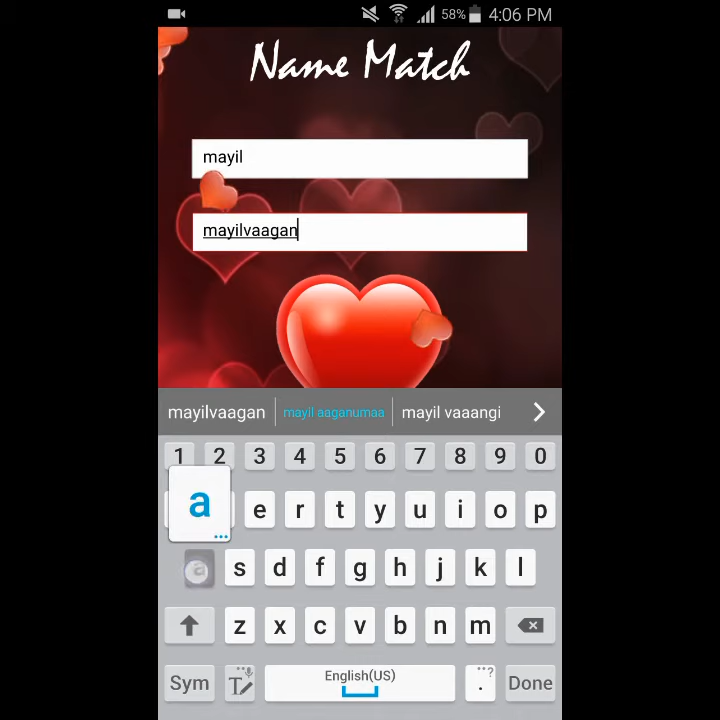 58% 4:06 PM
Name Match
mayil
mayilvaagan
mayilvaagan mayil aaganumaa mayil vaaangi
1 2 3 4 5 6 7 8 9 0
a e r t y u i o p
a s d f g h j k l
z x c v b n m
Sym T English(US) . ? Done